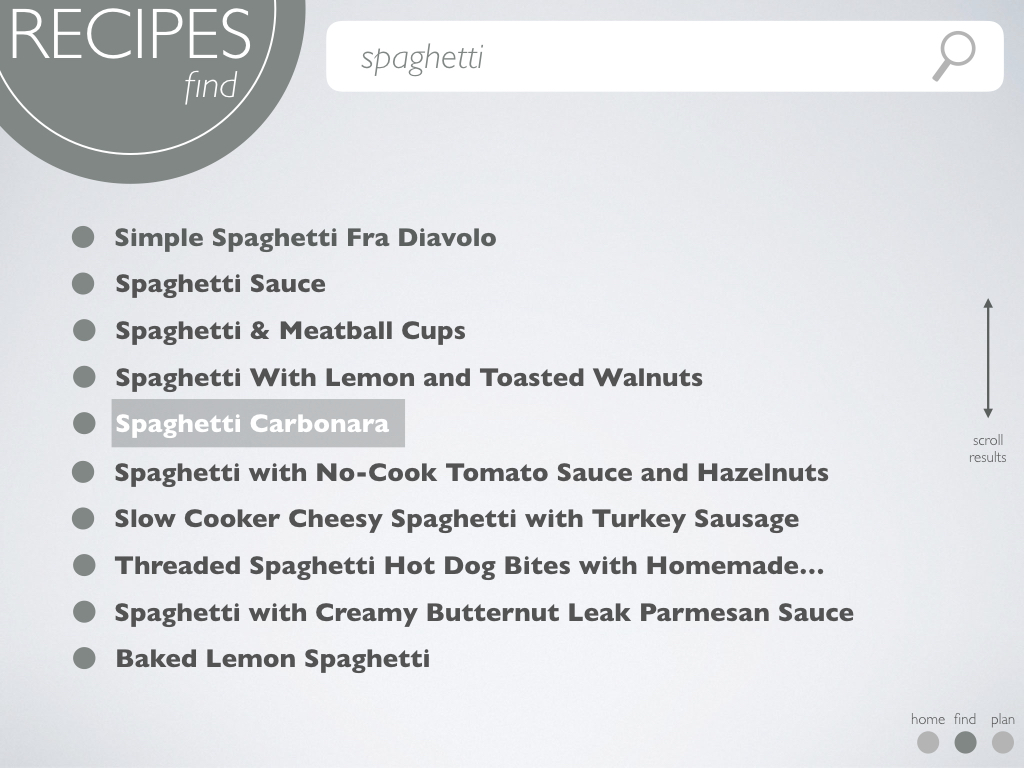 RECIPES
find
spaghetti
Simple Spaghetti Fra Diavolo
Spaghetti Sauce
Spaghetti & Meatball Cups
Spaghetti With Lemon and Toasted Walnuts
Spaghetti Carbonara
Spaghetti with No-Cook Tomato Sauce and Hazelnuts
Slow Cooker Cheesy Spaghetti with Turkey Sausage
Threaded Spaghetti Hot Dog Bites with Homemade…
Spaghetti with Creamy Butternut Leak Parmesan Sauce
Baked Lemon Spaghetti
scroll
results
home find plan